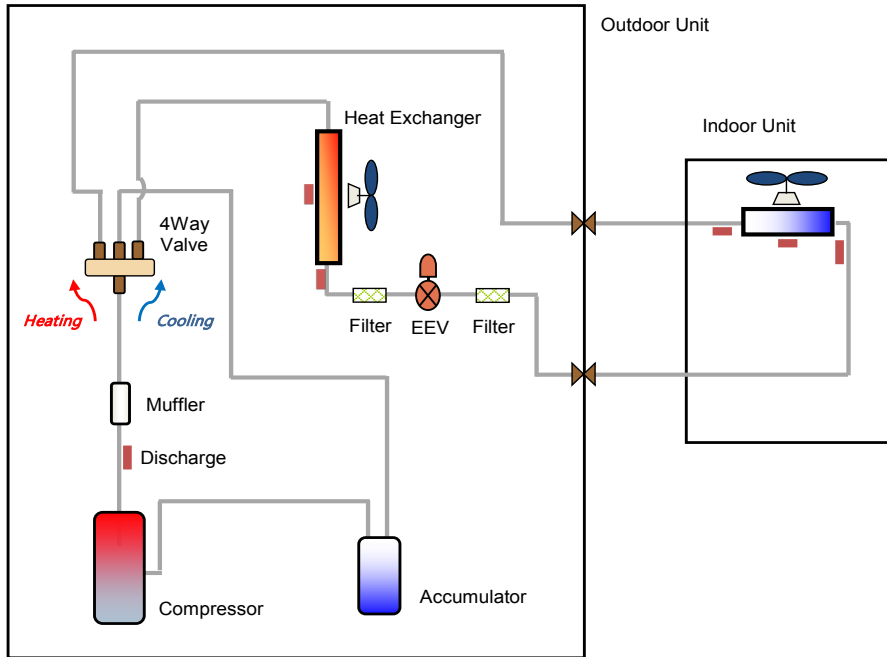 Outdoor Unit
Heat Exchanger
Indoor Unit
4Way
Valve
Heating
Cooling
Filter
EEV
Filter
Muffler
Discharge
Compressor
Accumulator